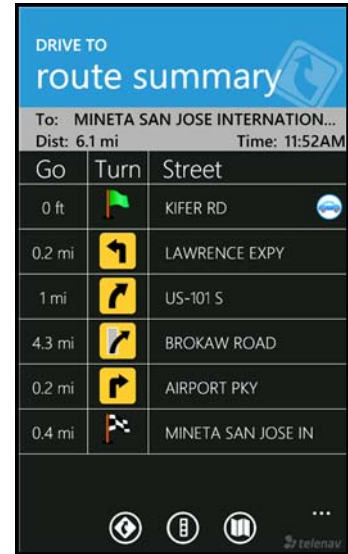 DRIVE TO
route summary
To: MINETA SAN JOSE INTERNATION...
Dist: 6.1 mi Time: 11:52AM
Go Turn Street
0 ft KIFER RD
0.2 mi LAWRENCE EXPY
1 mi US-101 S
4.3 mi BROKAW ROAD
0.2 mi AIRPORT PKY
0.4 mi MINETA SAN JOSE IN
...
telenav